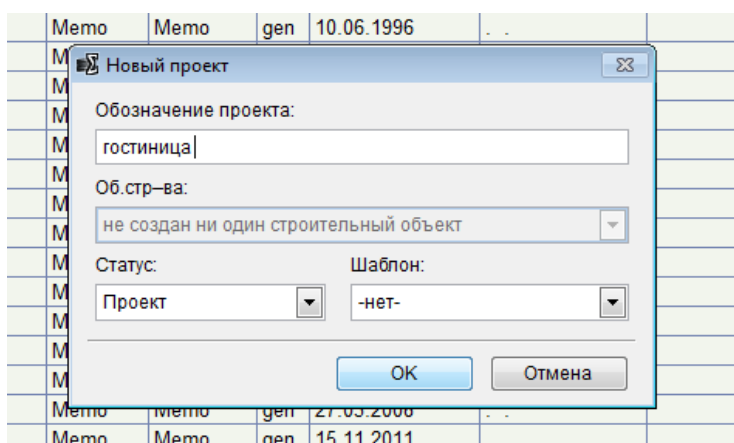 Memo Memo gen 10.06.1996 . .
Новый проект
Обозначение проекта:
гостиница
Об.стр–ва:
не создан ни один строительный объект
Статус: Шаблон:
Проект -нет-
OK Отмена
Memo Memo gen 27.03.2006 . .
Memo Memo gen 15.11.2011